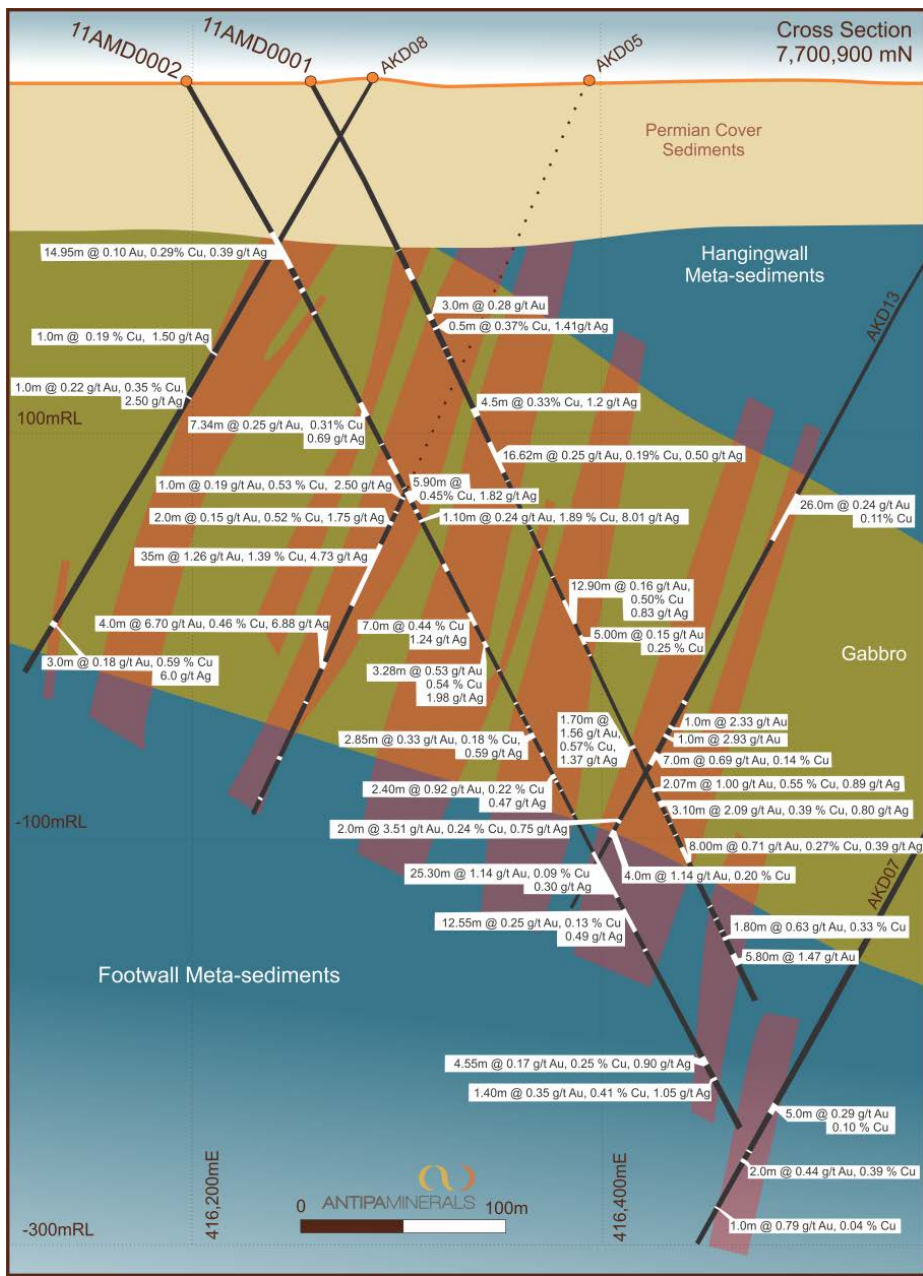 Cross Section
7,700,900 mN
11AMD0002
11AMD0001
AKD08
AKD05
Permian Cover
Sediments
Hangingwall
Meta-sediments
AKD13
14.95m @ 0.10 Au, 0.29% Cu, 0.39 g/t Ag
3.0m @ 0.28 g/t Au
0.5m @ 0.37% Cu, 1.41g/t Ag
1.0m @ 0.19 % Cu, 1.50 g/t Ag
1.0m @ 0.22 g/t Au, 0.35 % Cu,
2.50 g/t Ag
100mRL
4.5m @ 0.33% Cu, 1.2 g/t Ag
7.34m @ 0.25 g/t Au, 0.31% Cu
0.69 g/t Ag
16.62m @ 0.25 g/t Au, 0.19% Cu, 0.50 g/t Ag
1.0m @ 0.19 g/t Au, 0.53 % Cu, 2.50 g/t Ag
5.90m @
0.45% Cu, 1.82 g/t Ag
26.0m @ 0.24 g/t Au
0.11% Cu
2.0m @ 0.15 g/t Au, 0.52 % Cu, 1.75 g/t Ag
1.10m @ 0.24 g/t Au, 1.89 % Cu, 8.01 g/t Ag
35m @ 1.26 g/t Au, 1.39 % Cu, 4.73 g/t Ag
12.90m @ 0.16 g/t Au,
0.50% Cu
0.83 g/t Ag
4.0m @ 6.70 g/t Au, 0.46 % Cu, 6.88 g/t Ag
7.0m @ 0.44 % Cu
1.24 g/t Ag
5.00m @ 0.15 g/t Au
0.25 % Cu
Gabbro
3.0m @ 0.18 g/t Au, 0.59 % Cu
6.0 g/t Ag
3.28m @ 0.53 g/t Au
0.54 % Cu
1.98 g/t Ag
1.70m @
1.56 g/t Au,
0.57% Cu,
1.37 g/t Ag
1.0m @ 2.33 g/t Au
1.0m @ 2.93 g/t Au
2.85m @ 0.33 g/t Au, 0.18 % Cu,
0.59 g/t Ag
7.0m @ 0.69 g/t Au, 0.14 % Cu
2.40m @ 0.92 g/t Au, 0.22 % Cu
0.47 g/t Ag
2.07m @ 1.00 g/t Au, 0.55 % Cu, 0.89 g/t Ag
3.10m @ 2.09 g/t Au, 0.39 % Cu, 0.80 g/t Ag
-100mRL
2.0m @ 3.51 g/t Au, 0.24 % Cu, 0.75 g/t Ag
8.00m @ 0.71 g/t Au, 0.27% Cu, 0.39 g/t Ag
AKD07
25.30m @ 1.14 g/t Au, 0.09 % Cu
0.30 g/t Ag
4.0m @ 1.14 g/t Au, 0.20 % Cu
12.55m @ 0.25 g/t Au, 0.13 % Cu
0.49 g/t Ag
1.80m @ 0.63 g/t Au, 0.33 % Cu
5.80m @ 1.47 g/t Au
Footwall Meta-sediments
4.55m @ 0.17 g/t Au, 0.25 % Cu, 0.90 g/t Ag
1.40m @ 0.35 g/t Au, 0.41 % Cu, 1.05 g/t Ag
5.0m @ 0.29 g/t Au
0.10 % Cu
2.0m @ 0.44 g/t Au, 0.39 % Cu
1.0m @ 0.79 g/t Au, 0.04 % Cu
416,200mE
416,400mE
ANTIPAMINERALS
0 100m
-300mRL